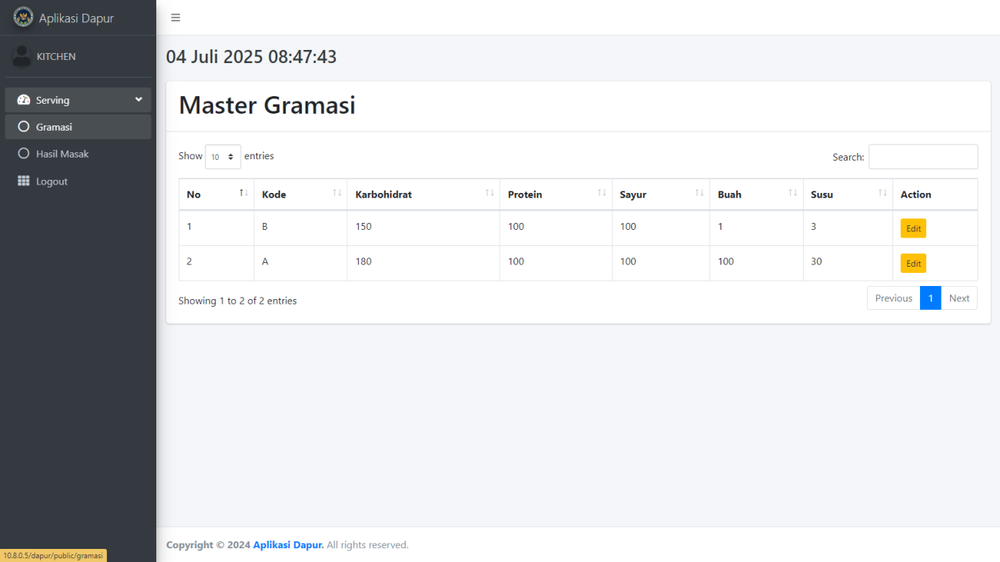 Aplikasi Dapur
KITCHEN
Serving
Gramasi
Hasil Masak
Logout
04 Juli 2025 08:47:43
Master Gramasi
Show 10 entries
Search:
No Kode Karbohidrat Protein Sayur Buah Susu Action
1 B 150 100 100 1 3 Edit
2 A 180 100 100 100 30 Edit
Showing 1 to 2 of 2 entries
Previous 1 Next
Copyright © 2024 Aplikasi Dapur. All rights reserved.
10.8.0.5/dapur/public/gramasi